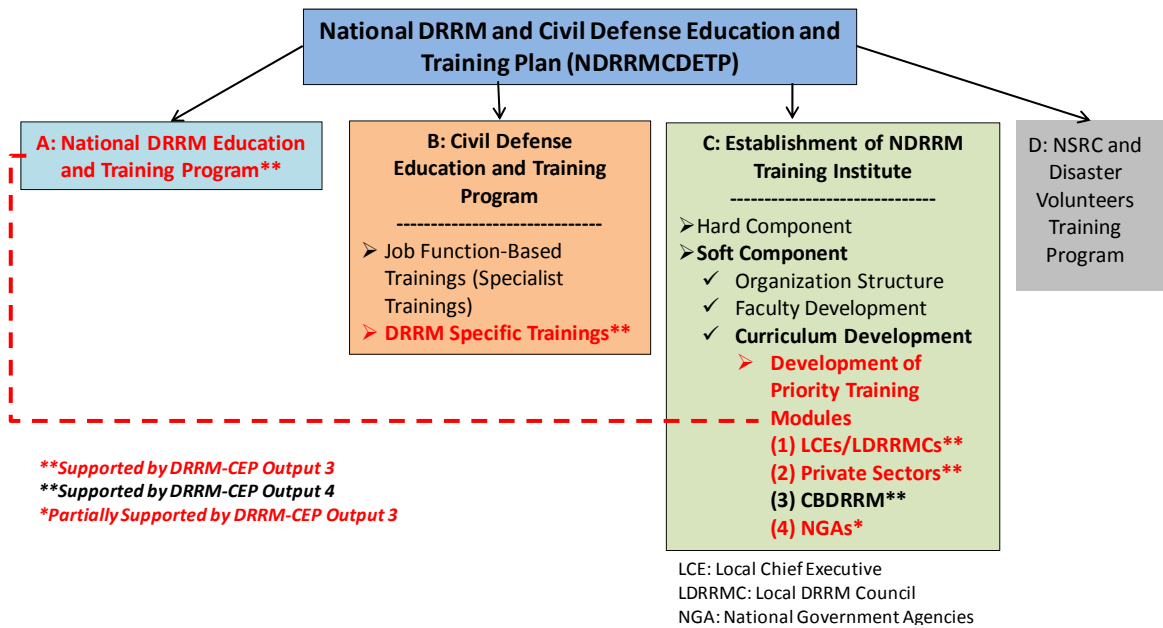 National DRRM and Civil Defense Education and
Training Plan (NDRRMCDETP)
A: National DRRM Education
and Training Program**
B: Civil Defense
Education and Training
Program
------------------------------
➢ Job Function-Based
Trainings (Specialist
Trainings)
➢ DRRM Specific Trainings**
C: Establishment of NDRRM
Training Institute
-------------------------------
➢Hard Component
➢Soft Component
✓ Organization Structure
✓ Faculty Development
✓ Curriculum Development
➢ Development of
Priority Training
Modules
(1) LCEs/LDRRMCs**
(2) Private Sectors**
(3) CBDRRM**
(4) NGAs*
D: NSRC and
Disaster
Volunteers
Training
Program
**Supported by DRRM-CEP Output 3
**Supported by DRRM-CEP Output 4
*Partially Supported by DRRM-CEP Output 3
LCE: Local Chief Executive
LDRRMC: Local DRRM Council
NGA: National Government Agencies